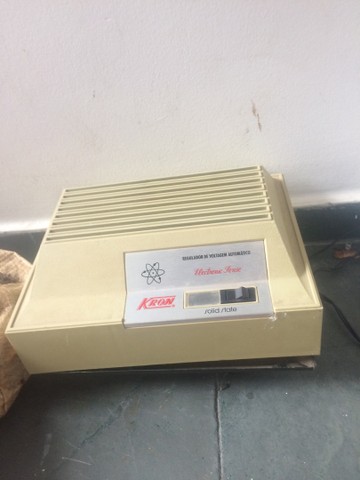 REGULADOR DE VOLTAGEM AUTOMÁTICO
KRON
solid.state